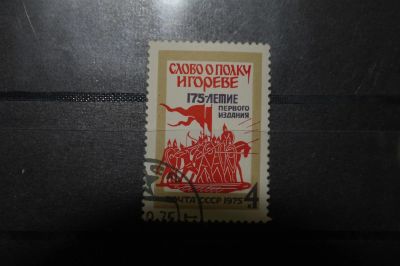 СЛОВО О ПОЛКУ
ИГОРЕВЕ
175-ЛЕТИЕ
ПЕРВОГО
ИЗДАНИЯ
ПОЧТА СССР 1975 4